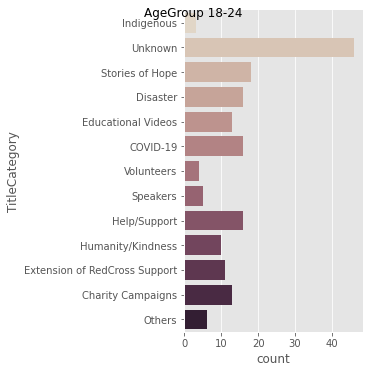 AgeGroup 18-24
TitleCategory
Indigenous
Unknown
Stories of Hope
Disaster
Educational Videos
COVID-19
Volunteers
Speakers
Help/Support
Humanity/Kindness
Extension of RedCross Support
Charity Campaigns
Others
0 10 20 30 40
count